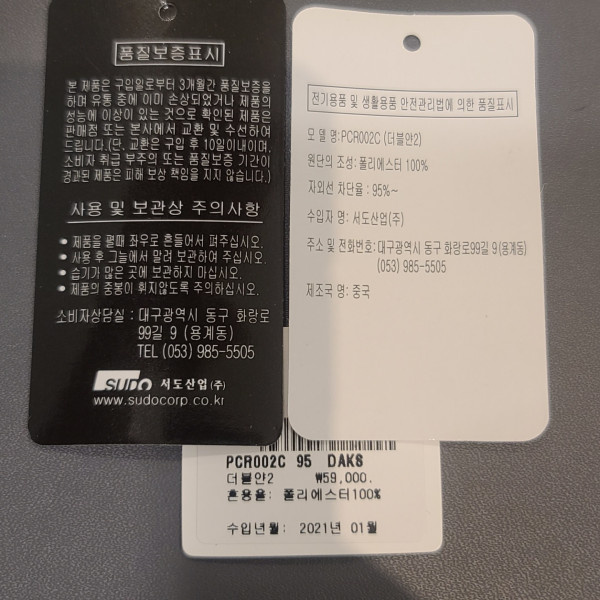 품질보증표시
본 제품은 구입일로부터 3개월간 품질보증을
하며 유통 중에 이미 손상되었거나 제품의
성능에 이상이 있는 것으로 확인된 제품은
판매점 또는 본사에서 교환 및 수선하여
드립니다.(단, 교환은 구입 후 10일이내이며,
소비자 취급 부주의 또는 품질보증 기간이
경과된 제품은 피해 보상 책임을 지지 않습니다.)
사용 및 보관상 주의사항
• 제품을 펼때 좌우로 흔들어서 펴주십시오.
• 사용 후 그늘에서 말려 보관하여 주십시오.
• 습기가 많은 곳에 보관하지 마십시오.
• 제품의 중봉이 휘지않도록 주의하십시오.
소비자상담실 : 대구광역시 동구 화랑로
99길 9 (용계동)
TEL (053) 985-5505
SUDO 서도산업(주)
www.sudocorp.co.kr
전기용품 및 생활용품 안전관리법에 의한 품질표시
모 델 명:PCR002C (더블얀2)
원단의 조성: 폴리에스터 100%
자외선 차단율 : 95%~
수입자 명: 서도산업(주)
주소 및 전화번호: 대구광역시 동구 화랑로99길 9 (용계동)
(053) 985-5505
제조국 명: 중국
PCR002C 95 DAKS
더블얀2 ₩59,000.
혼용율: 폴리에스터100%
수입년월: 2021년 01월